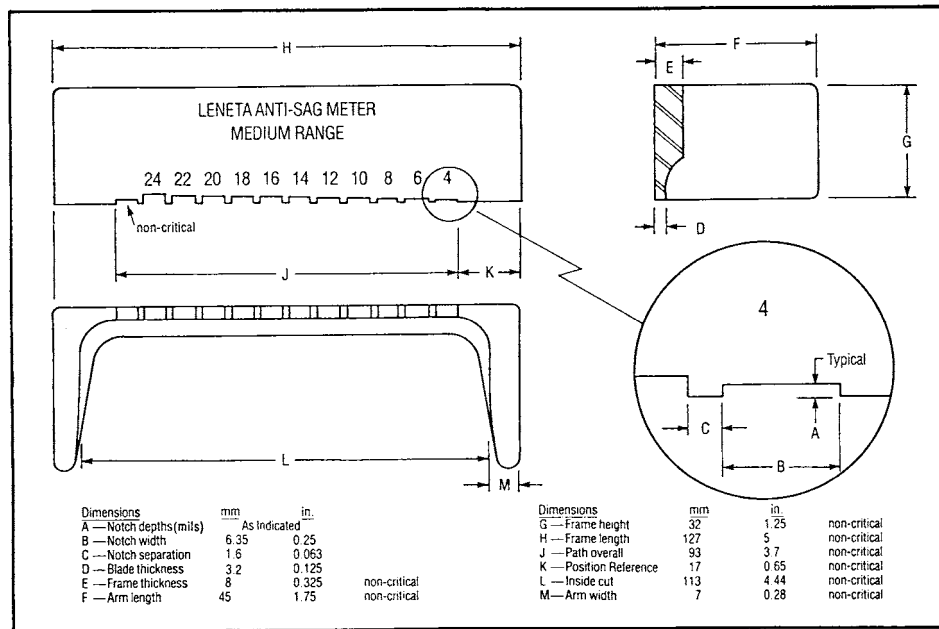 H
F
E
LENETA ANTI-SAG METER
MEDIUM RANGE
G
24 22 20 18 16 14 12 10 8 6 4
non-critical
D
J
K
4
Typical
C
A
B
L
M
Dimensions mm in.
A — Notch depths (mils) As Indicated
B — Notch width 6.35 0.25
C — Notch separation 1.6 0.063
D — Blade thickness 3.2 0.125
E — Frame thickness 8 0.325 non-critical
F — Arm length 45 1.75 non-critical
Dimensions mm in.
G — Frame height 32 1.25 non-critical
H — Frame length 127 5 non-critical
J — Path overall 93 3.7 non-critical
K — Position Reference 17 0.65 non-critical
L — Inside cut 113 4.44 non-critical
M — Arm width 7 0.28 non-critical